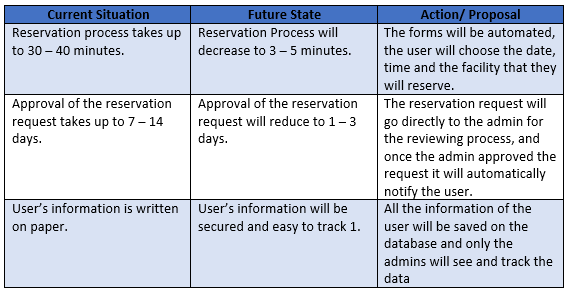 Current Situation Future State Action/ Proposal
Reservation process takes up
to 30 – 40 minutes.
Reservation Process will
decrease to 3 – 5 minutes.
The forms will be automated,
the user will choose the date,
time and the facility that they
will reserve.
Approval of the reservation
request takes up to 7 – 14
days.
Approval of the reservation
request will reduce to 1 – 3
days.
The reservation request will
go directly to the admin for
the reviewing process, and
once the admin approved the
request it will automatically
notify the user.
User’s information is written
on paper.
User’s information will be
secured and easy to track 1.
All the information of the
user will be saved on the
database and only the
admins will see and track the
data